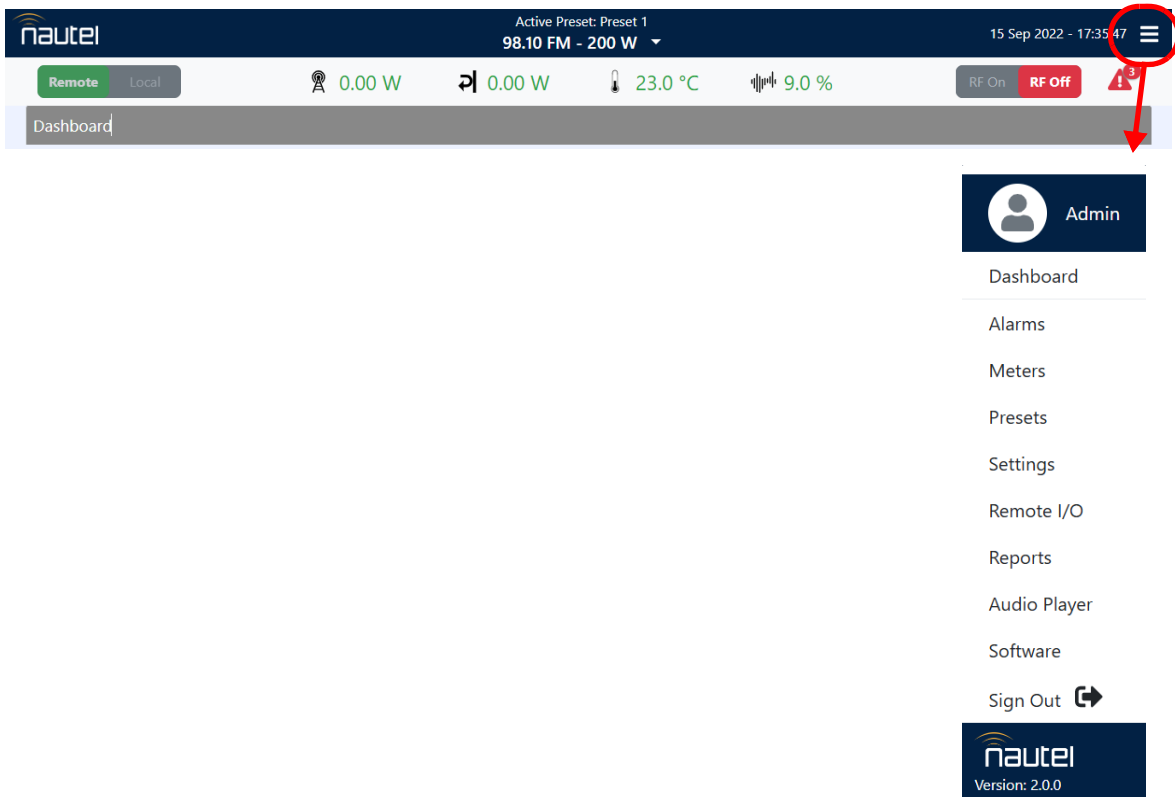 nautel
Active Preset: Preset 1
98.10 FM - 200 W
15 Sep 2022 - 17:35:47
Remote Local 0.00 W 0.00 W 23.0 °C 9.0 % RF On RF Off 3
Dashboard
Admin
Dashboard
Alarms
Meters
Presets
Settings
Remote I/O
Reports
Audio Player
Software
Sign Out
nautel
Version: 2.0.0